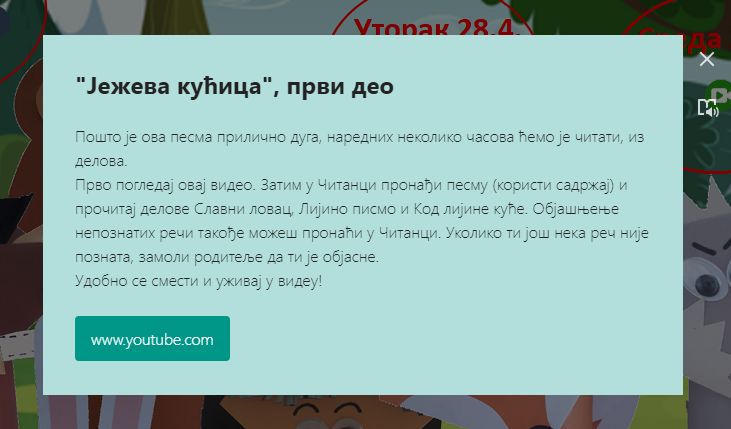 Уторак 28.4.
"Јежева кућица", први део
Пошто је ова песма прилично дуга, наредних неколико часова ћемо је читати, из
делова.
Прво погледај овај видео. Затим у Читанци пронађи песму (користи садржај) и
прочитај делове Славни ловац, Лијино писмо и Код лијине куће. Објашњење
непознатих речи такође можеш пронаћи у Читанци. Уколико ти још нека реч није
позната, замоли родитеље да ти је објасне.
Удобно се смести и уживај у видеу!
www.youtube.com